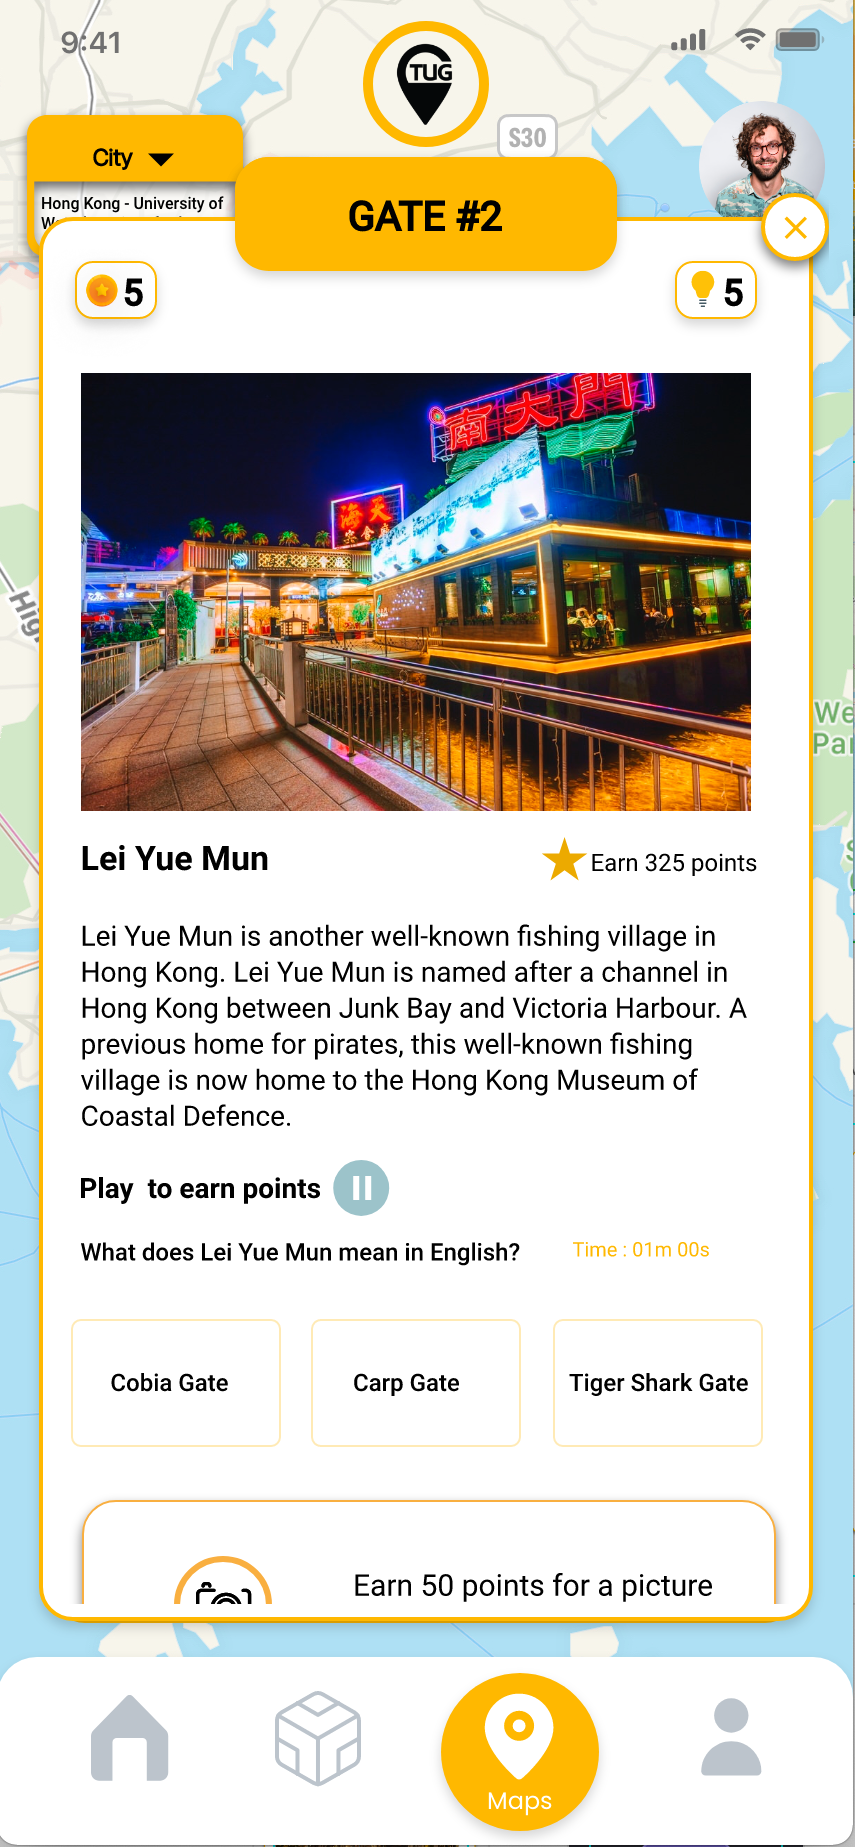 9:41
TUG
S30
City
Hong Kong - University of
GATE #2
5
5
南大門
海天
Lei Yue Mun
Earn 325 points
Lei Yue Mun is another well-known fishing village in
Hong Kong. Lei Yue Mun is named after a channel in
Hong Kong between Junk Bay and Victoria Harbour. A
previous home for pirates, this well-known fishing
village is now home to the Hong Kong Museum of
Coastal Defence.
Play to earn points
What does Lei Yue Mun mean in English?
Time : 01m 00s
Cobia Gate
Carp Gate
Tiger Shark Gate
Earn 50 points for a picture
Maps